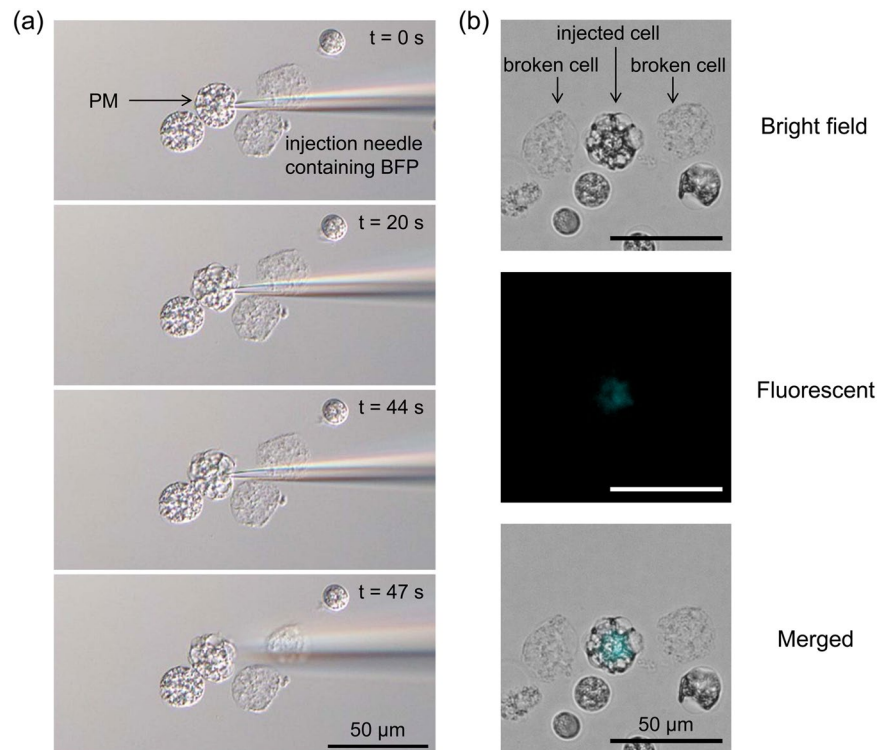 (a)
t = 0 s
PM
injection needle
containing BFP
t = 20 s
t = 44 s
t = 47 s
50 µm
(b)
injected cell
broken cell
broken cell
Bright field
Fluorescent
Merged
50 µm